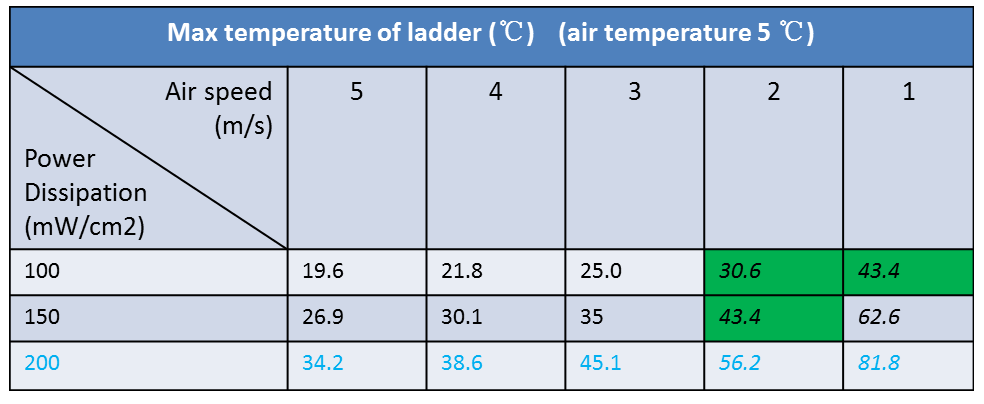 Max temperature of ladder (℃) (air temperature 5 ℃)
Air speed
(m/s)
Power
Dissipation
(mW/cm2)
5 4 3 2 1
100 19.6 21.8 25.0 30.6 43.4
150 26.9 30.1 35 43.4 62.6
200 34.2 38.6 45.1 56.2 81.8